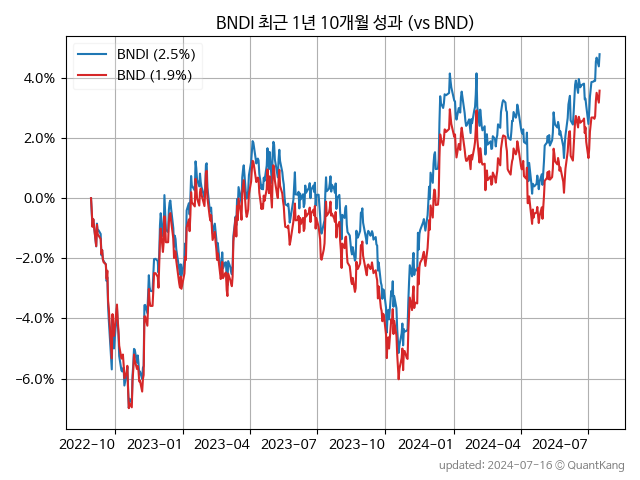 BNDI 최근 1년 10개월 성과 (vs BND)
BNDI (2.5%)
BND (1.9%)
4.0%
2.0%
0.0%
−2.0%
−4.0%
−6.0%
2022-10 2023-01 2023-04 2023-07 2023-10 2024-01 2024-04 2024-07
updated: 2024-07-16 © QuantKang